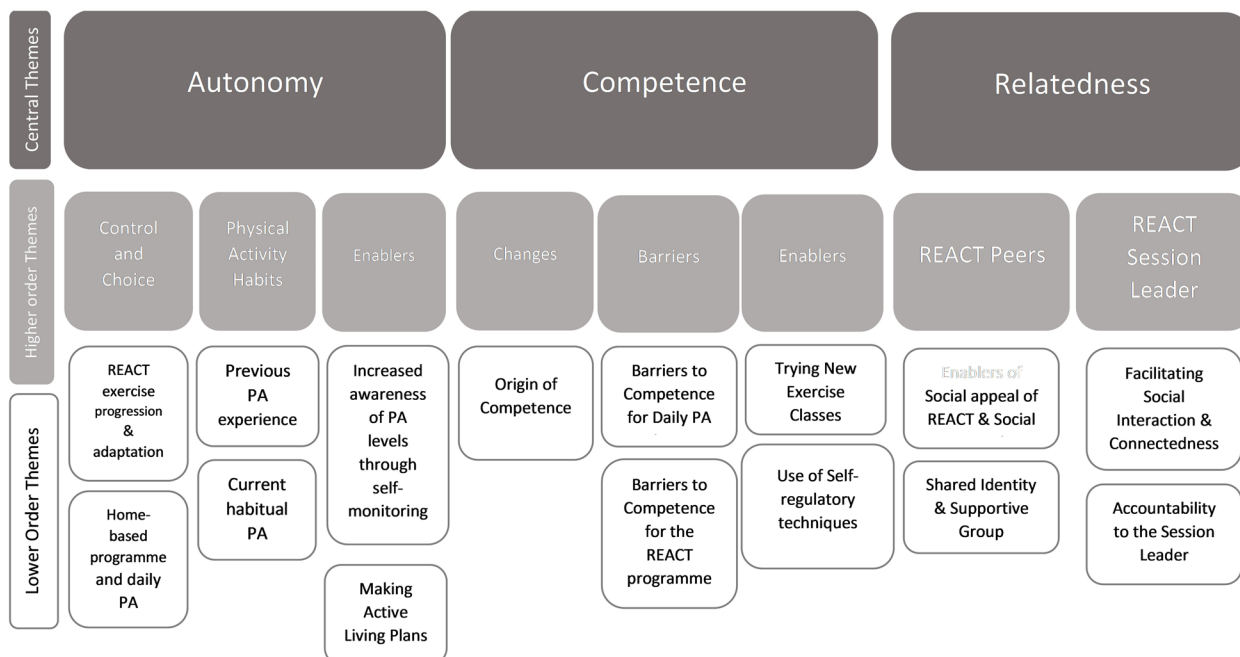 Central Themes
Autonomy
Competence
Relatedness
Higher order Themes
Control
and
Choice
Physical
Activity
Habits
Enablers
Changes
Barriers
Enablers
REACT Peers
REACT
Session
Leader
Lower Order Themes
REACT
exercise
progression
&
adaptation
Home-
based
programme
and daily
PA
Previous
PA
experience
Current
habitual
PA
Increased
awareness
of PA
levels
through
self-
monitoring
Making
Active
Living Plans
Origin of
Competence
Barriers to
Competence
for Daily PA
Barriers to
Competence
for the
REACT
programme
Trying New
Exercise
Classes
Use of Self-
regulatory
techniques
Enablers of
Social appeal of
REACT & Social
Shared Identity
& Supportive
Group
Facilitating
Social
Interaction &
Connectedness
Accountability
to the Session
Leader